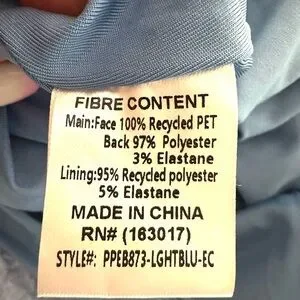 FIBRE CONTENT
Main:Face 100% Recycled PET
Back 97% Polyester
3% Elastane
Lining:95% Recycled polyester
5% Elastane
MADE IN CHINA
RN# (163017)
STYLE#: PPEB873-LGHTBLU-EC